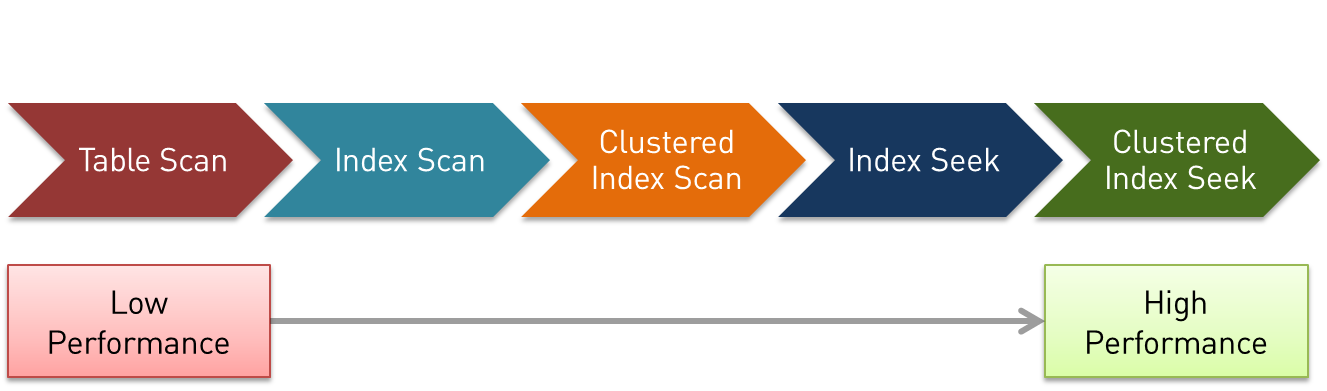 Table Scan
Index Scan
Clustered
Index Scan
Index Seek
Clustered
Index Seek
Low
Performance
High
Performance